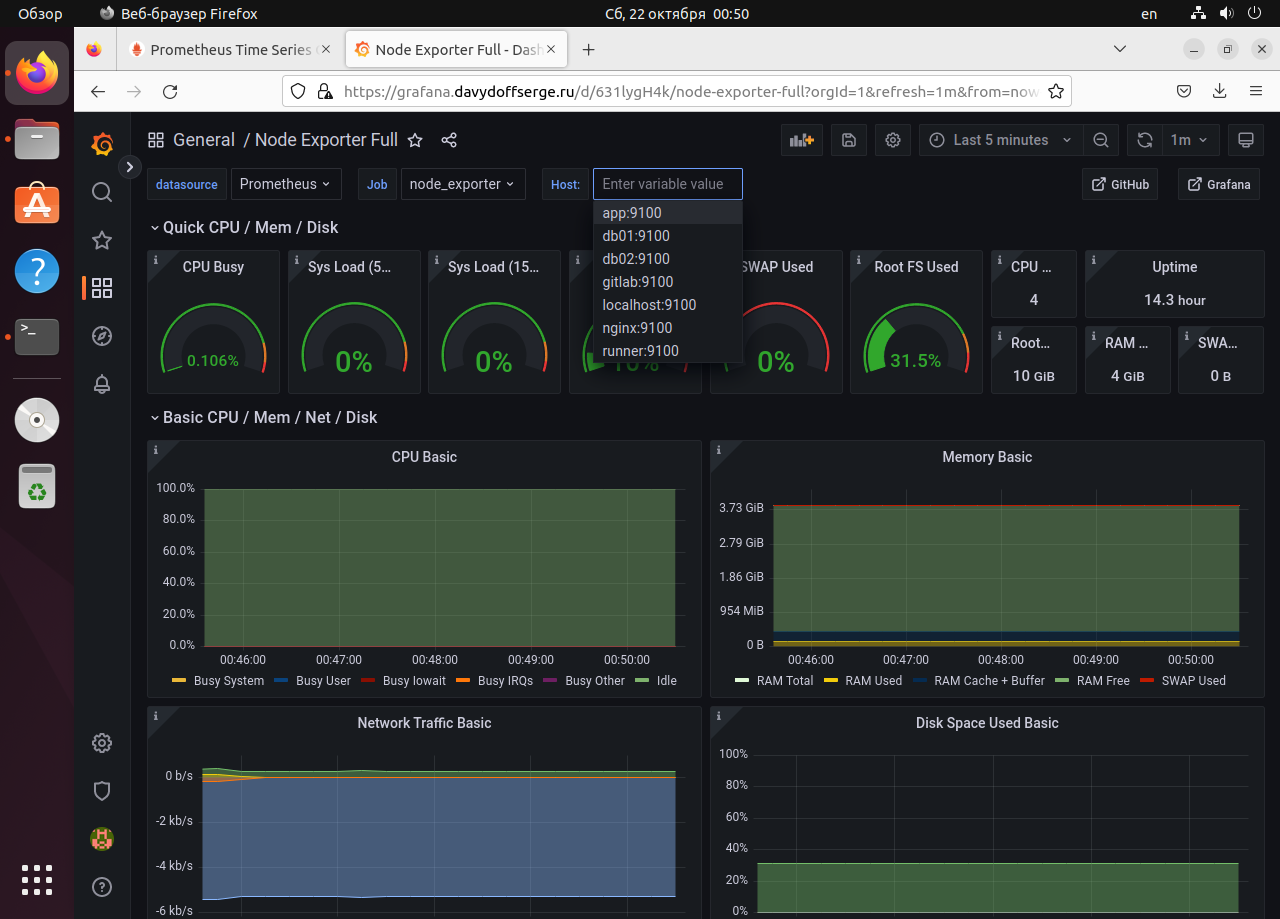 Обзор
Веб-браузер Firefox
Сб, 22 октября 00:50
en
Prometheus Time Series
Node Exporter Full - Dash
https://grafana.davydoffserge.ru/d/631lygH4k/node-exporter-full?orgId=1&refresh=1m&from=now
General / Node Exporter Full
Last 5 minutes
1m
datasource
Prometheus
Job
node_exporter
Host:
Enter variable value
GitHub
Grafana
app:9100
db01:9100
db02:9100
gitlab:9100
localhost:9100
nginx:9100
runner:9100
Quick CPU / Mem / Disk
CPU Busy
0.106%
Sys Load (5...
0%
Sys Load (15...
0%
SWAP Used
0%
Root FS Used
31.5%
CPU ...
4
Uptime
14.3 hour
Root...
10 GiB
RAM ...
4 GiB
SWA...
0 B
Basic CPU / Mem / Net / Disk
CPU Basic
100.0%
80.0%
60.0%
40.0%
20.0%
0.0%
00:46:00 00:47:00 00:48:00 00:49:00 00:50:00
Busy System Busy User Busy Iowait Busy IRQs Busy Other Idle
Memory Basic
3.73 GiB
2.79 GiB
1.86 GiB
954 MiB
0 B
00:46:00 00:47:00 00:48:00 00:49:00 00:50:00
RAM Total RAM Used RAM Cache + Buffer RAM Free SWAP Used
Network Traffic Basic
0 b/s
-2 kb/s
-4 kb/s
-6 kb/s
Disk Space Used Basic
100%
80%
60%
40%
20%
0%